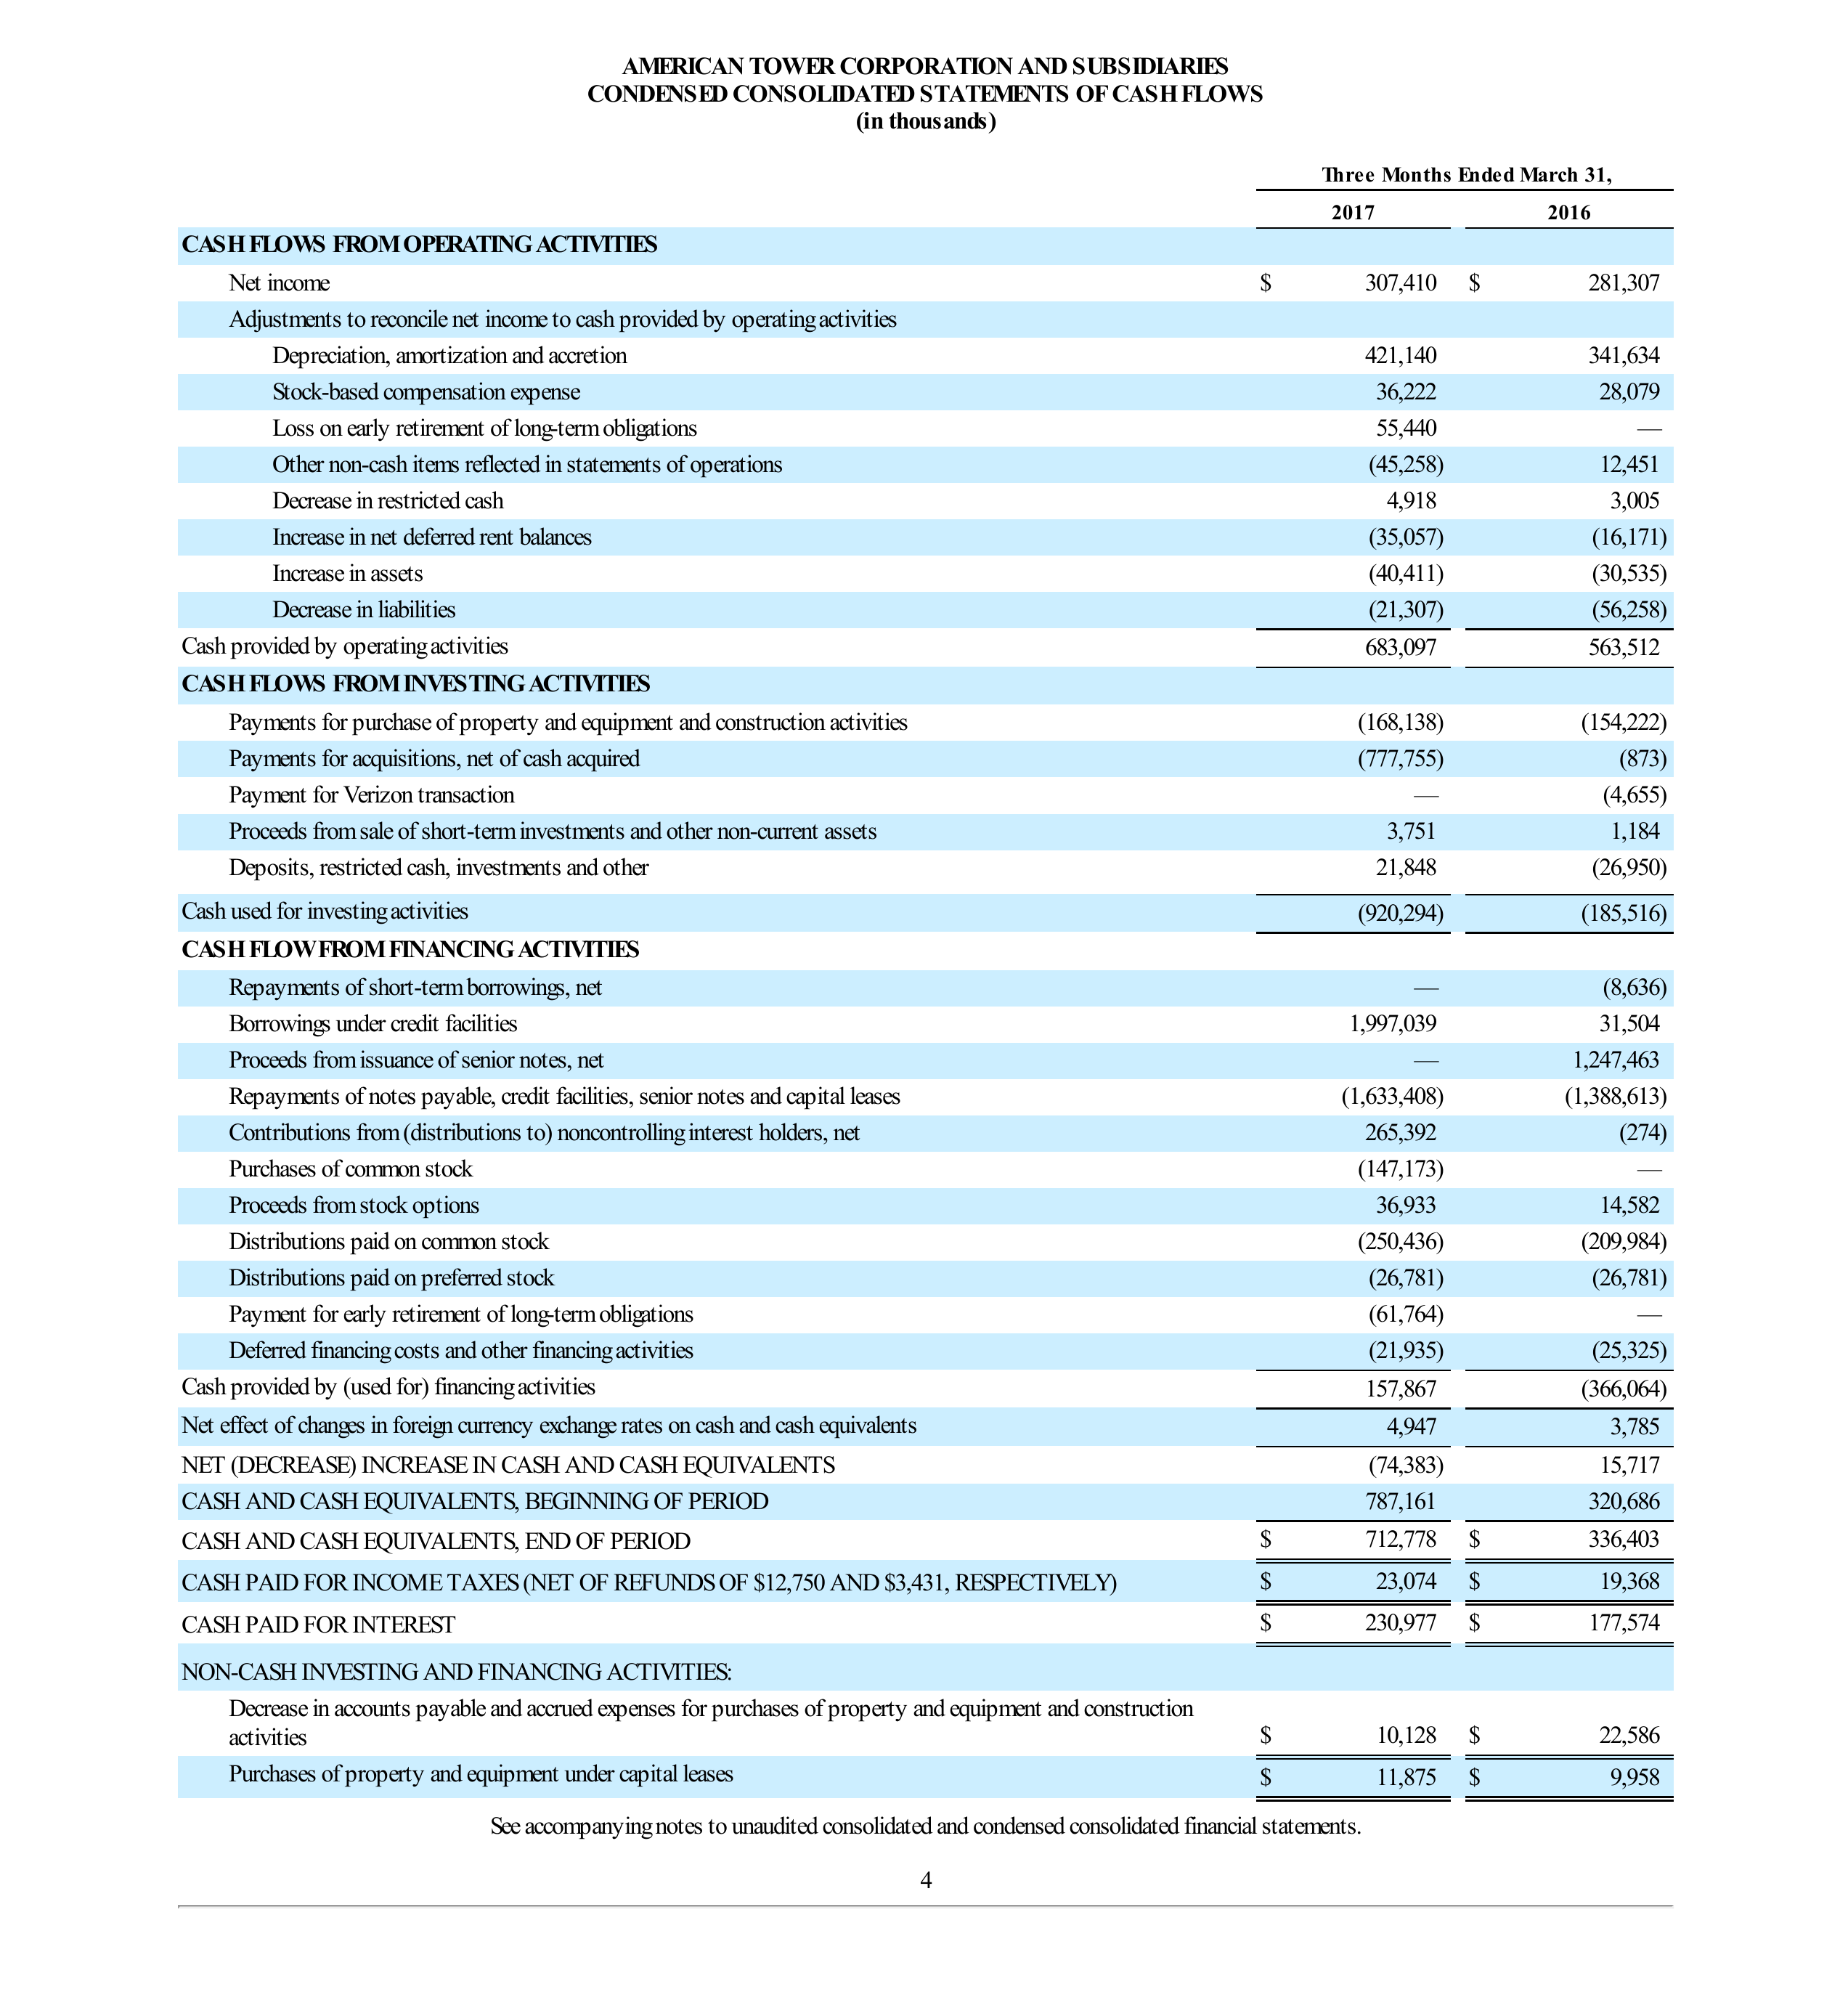 AMERICAN TOWER CORPORATION AND SUBSIDIARIES
CONDENSED CONSOLIDATED STATEMENTS OF CASH FLOWS
(in thousands)
Three Months Ended March 31,
2017 2016
CASH FLOWS FROM OPERATING ACTIVITIES
Net income $ 307,410 $ 281,307
Adjustments to reconcile net income to cash provided by operating activities
Depreciation, amortization and accretion 421,140 341,634
Stock-based compensation expense 36,222 28,079
Loss on early retirement of long-term obligations 55,440 —
Other non-cash items reflected in statements of operations (45,258) 12,451
Decrease in restricted cash 4,918 3,005
Increase in net deferred rent balances (35,057) (16,171)
Increase in assets (40,411) (30,535)
Decrease in liabilities (21,307) (56,258)
Cash provided by operating activities 683,097 563,512
CASH FLOWS FROM INVESTING ACTIVITIES
Payments for purchase of property and equipment and construction activities (168,138) (154,222)
Payments for acquisitions, net of cash acquired (777,755) (873)
Payment for Verizon transaction — (4,655)
Proceeds from sale of short-term investments and other non-current assets 3,751 1,184
Deposits, restricted cash, investments and other 21,848 (26,950)
Cash used for investing activities (920,294) (185,516)
CASH FLOW FROM FINANCING ACTIVITIES
Repayments of short-term borrowings, net — (8,636)
Borrowings under credit facilities 1,997,039 31,504
Proceeds from issuance of senior notes, net — 1,247,463
Repayments of notes payable, credit facilities, senior notes and capital leases (1,633,408) (1,388,613)
Contributions from (distributions to) noncontrolling interest holders, net 265,392 (274)
Purchases of common stock (147,173) —
Proceeds from stock options 36,933 14,582
Distributions paid on common stock (250,436) (209,984)
Distributions paid on preferred stock (26,781) (26,781)
Payment for early retirement of long-term obligations (61,764) —
Deferred financing costs and other financing activities (21,935) (25,325)
Cash provided by (used for) financing activities 157,867 (366,064)
Net effect of changes in foreign currency exchange rates on cash and cash equivalents 4,947 3,785
NET (DECREASE) INCREASE IN CASH AND CASH EQUIVALENTS (74,383) 15,717
CASH AND CASH EQUIVALENTS, BEGINNING OF PERIOD 787,161 320,686
CASH AND CASH EQUIVALENTS, END OF PERIOD $ 712,778 $ 336,403
CASH PAID FOR INCOME TAXES (NET OF REFUNDS OF $12,750 AND $3,431, RESPECTIVELY) $ 23,074 $ 19,368
CASH PAID FOR INTEREST $ 230,977 $ 177,574
NON-CASH INVESTING AND FINANCING ACTIVITIES:
Decrease in accounts payable and accrued expenses for purchases of property and equipment and construction
activities $ 10,128 $ 22,586
Purchases of property and equipment under capital leases $ 11,875 $ 9,958
See accompanying notes to unaudited consolidated and condensed consolidated financial statements.
4